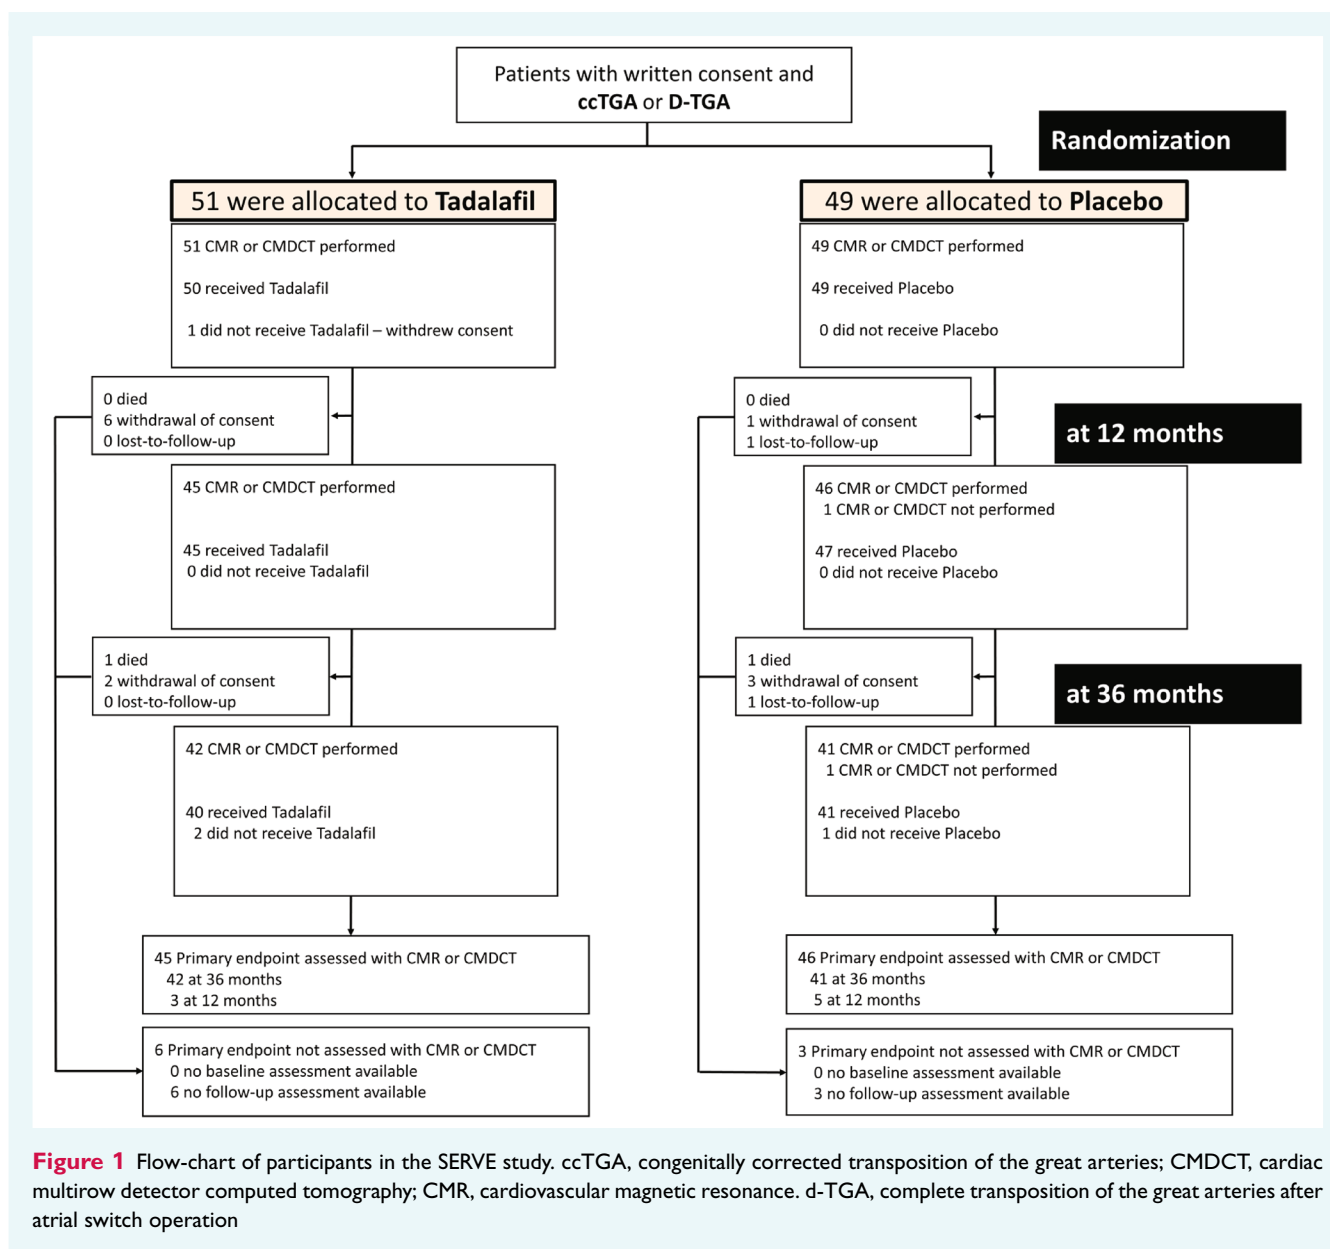 Patients with written consent and
ccTGA or D-TGA
Randomization
51 were allocated to Tadalafil
51 CMR or CMDCT performed
50 received Tadalafil
1 did not receive Tadalafil – withdrew consent
49 were allocated to Placebo
49 CMR or CMDCT performed
49 received Placebo
0 did not receive Placebo
0 died
6 withdrawal of consent
0 lost-to-follow-up
0 died
1 withdrawal of consent
1 lost-to-follow-up
at 12 months
45 CMR or CMDCT performed
45 received Tadalafil
0 did not receive Tadalafil
46 CMR or CMDCT performed
1 CMR or CMDCT not performed
47 received Placebo
0 did not receive Placebo
1 died
2 withdrawal of consent
0 lost-to-follow-up
1 died
3 withdrawal of consent
1 lost-to-follow-up
at 36 months
42 CMR or CMDCT performed
40 received Tadalafil
2 did not receive Tadalafil
41 CMR or CMDCT performed
1 CMR or CMDCT not performed
41 received Placebo
1 did not receive Placebo
45 Primary endpoint assessed with CMR or CMDCT
42 at 36 months
3 at 12 months
46 Primary endpoint assessed with CMR or CMDCT
41 at 36 months
5 at 12 months
6 Primary endpoint not assessed with CMR or CMDCT
0 no baseline assessment available
6 no follow-up assessment available
3 Primary endpoint not assessed with CMR or CMDCT
0 no baseline assessment available
3 no follow-up assessment available
Figure 1 Flow-chart of participants in the SERVE study. ccTGA, congenitally corrected transposition of the great arteries; CMDCT, cardiac
multirow detector computed tomography; CMR, cardiovascular magnetic resonance. d-TGA, complete transposition of the great arteries after
atrial switch operation